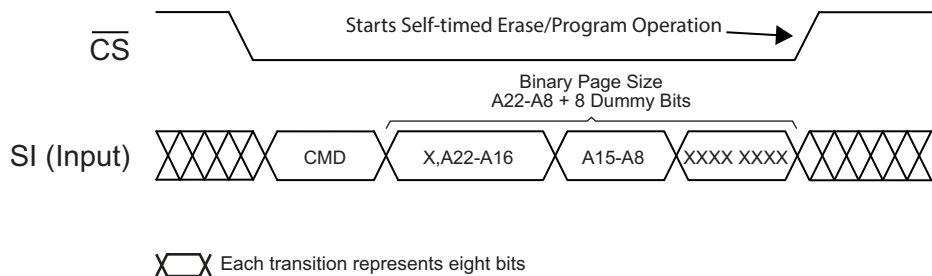 Starts Self-timed Erase/Program Operation
CS
Binary Page Size
A22-A8 + 8 Dummy Bits
SI (Input)
CMD
X,A22-A16
A15-A8
XXXX XXXX
Each transition represents eight bits